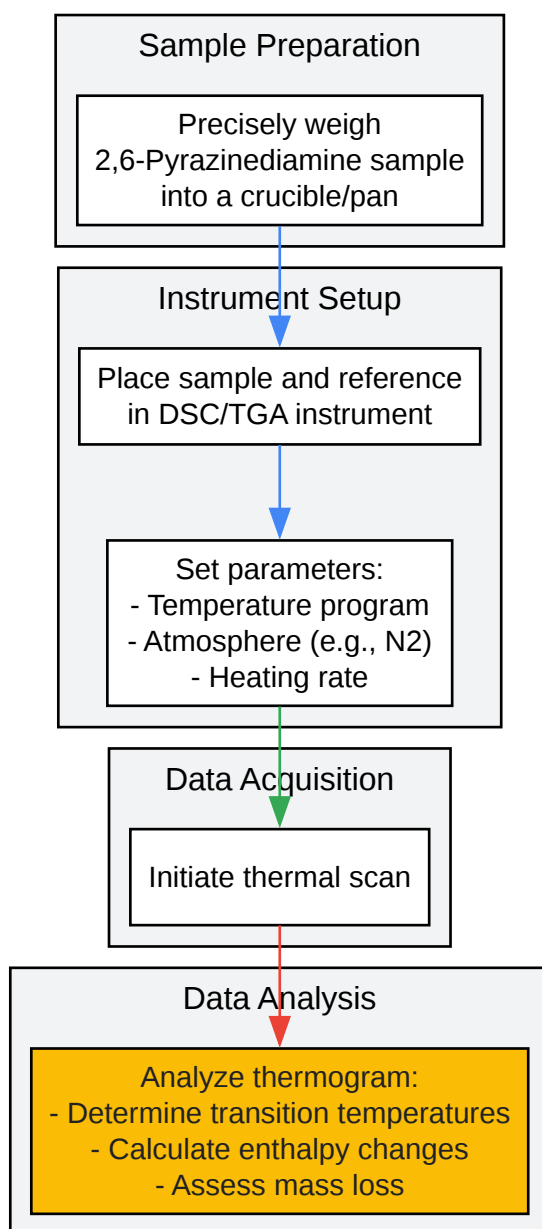 Sample Preparation
Precisely weigh
2,6-Pyrazinediamine sample
into a crucible/pan
Instrument Setup
Place sample and reference
in DSC/TGA instrument
Set parameters:
- Temperature program
- Atmosphere (e.g., N2)
- Heating rate
Data Acquisition
Initiate thermal scan
Data Analysis
Analyze thermogram:
- Determine transition temperatures
- Calculate enthalpy changes
- Assess mass loss